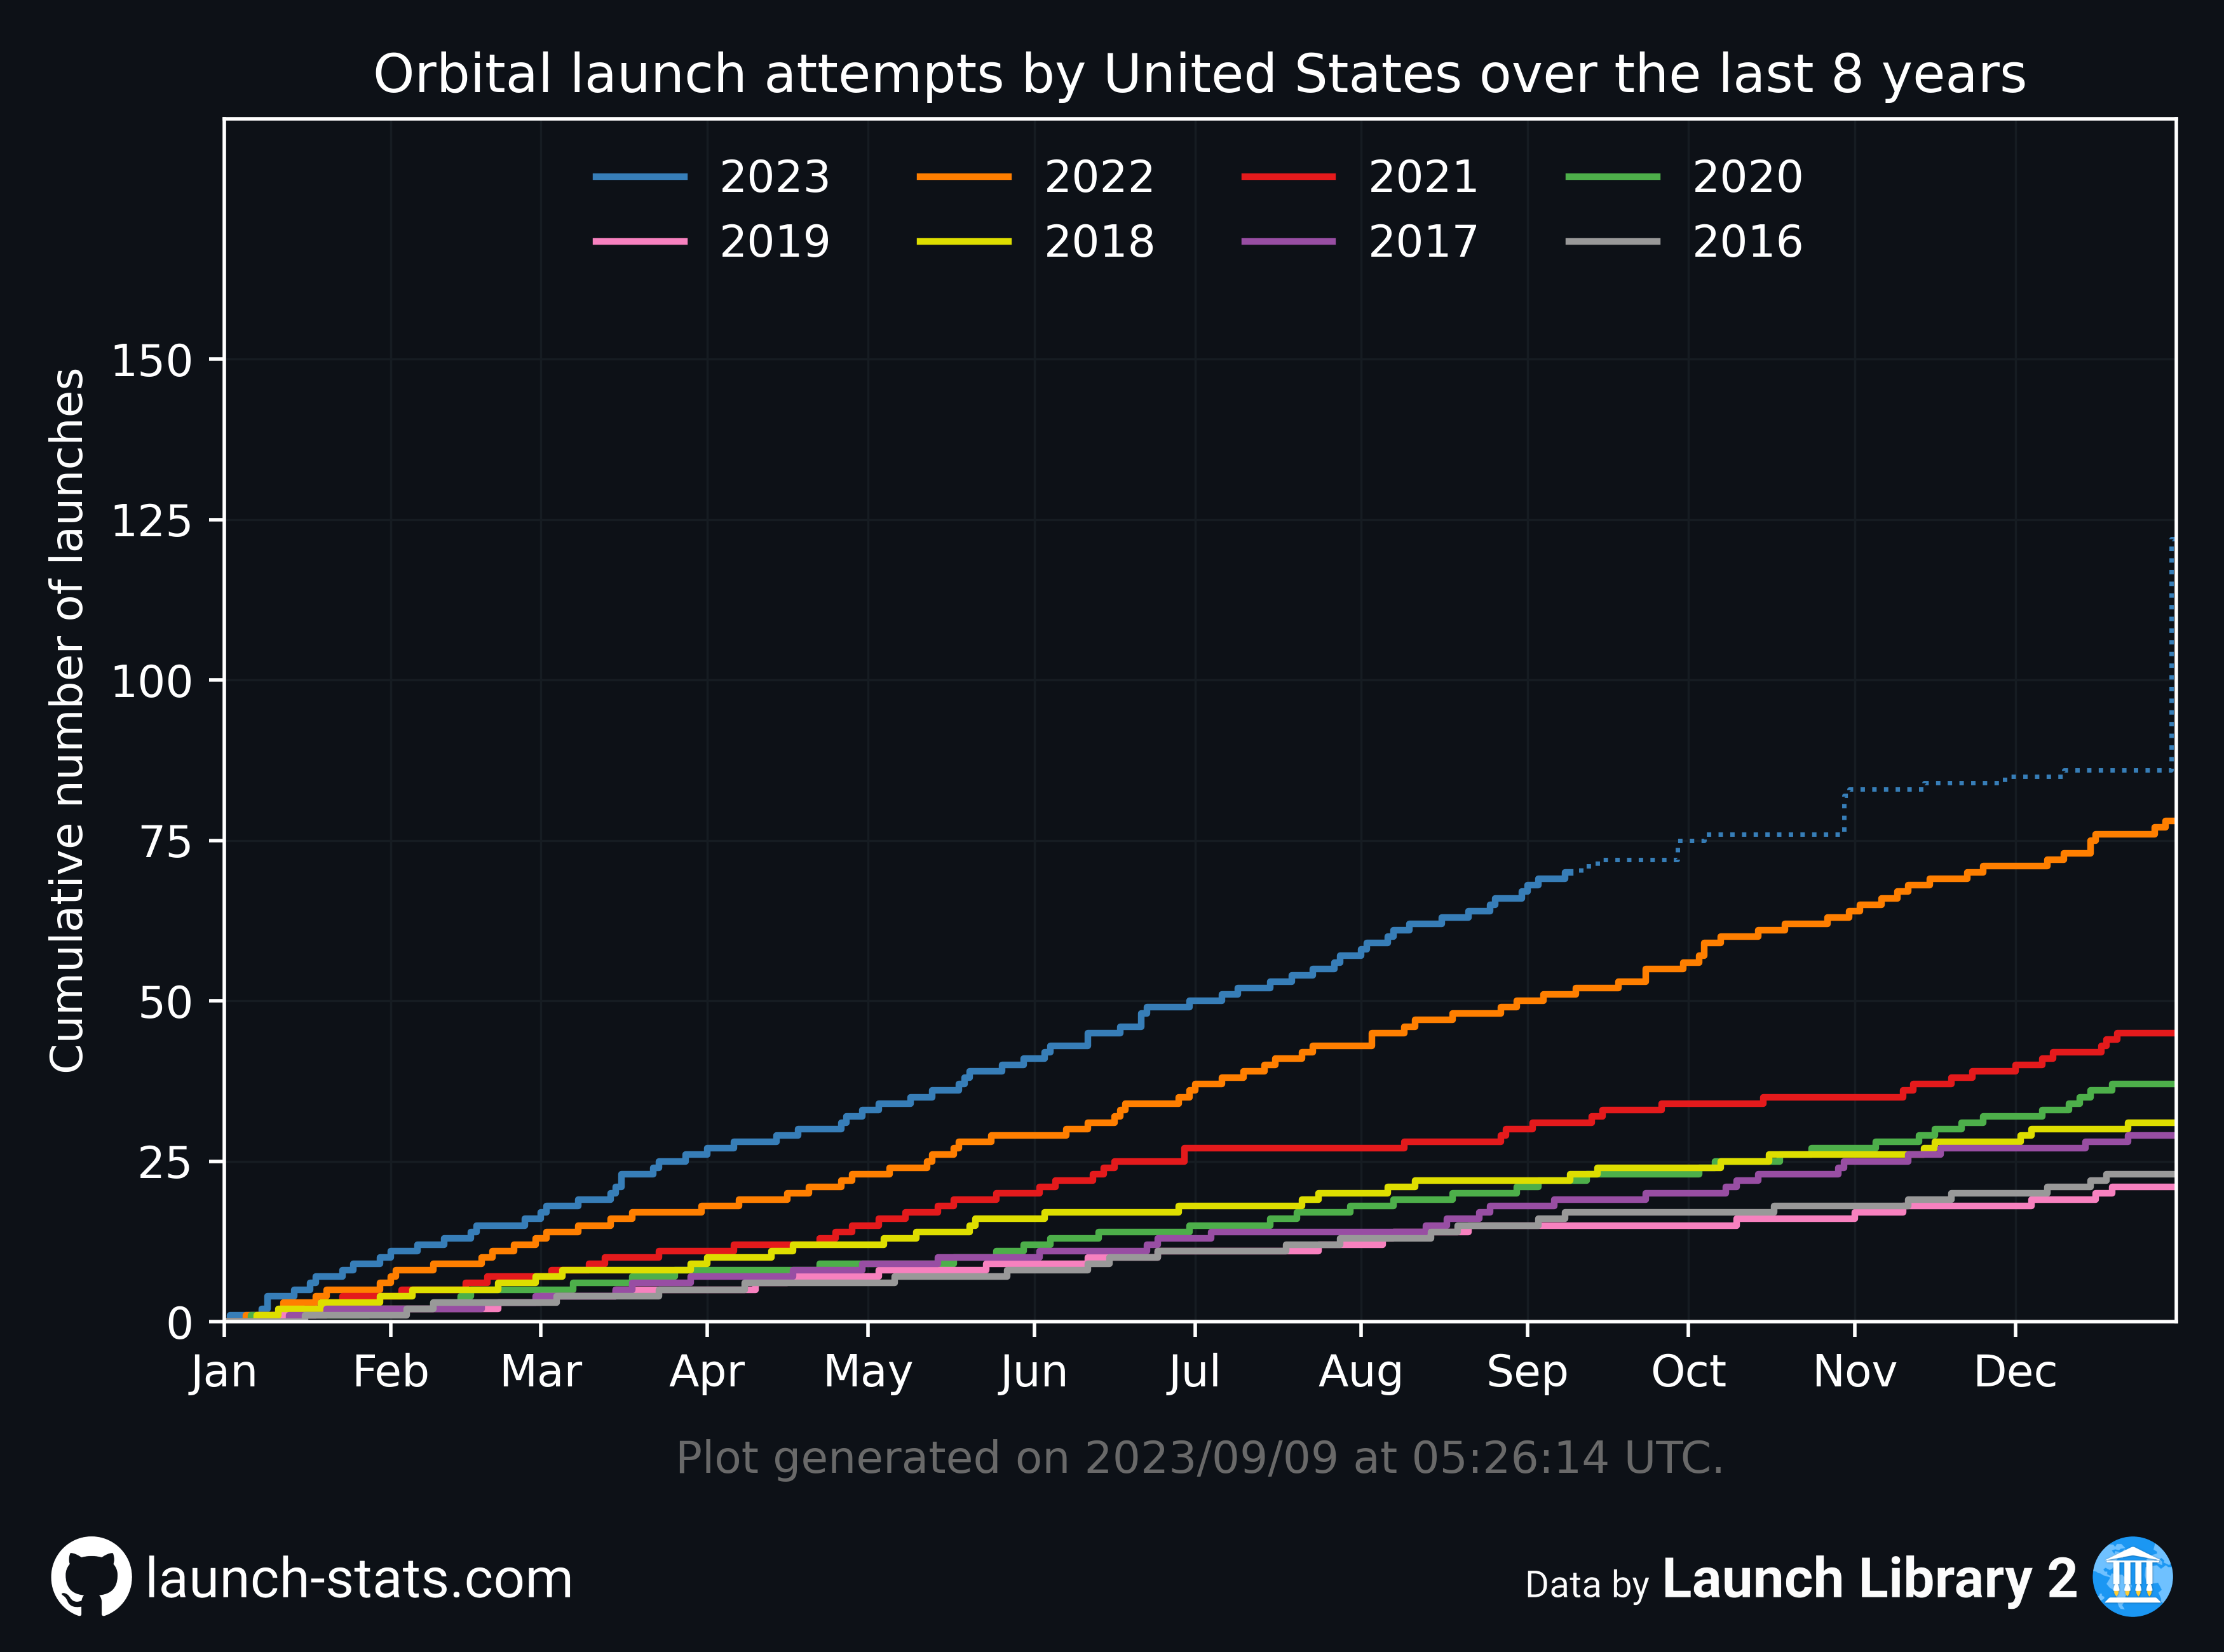 Orbital launch attempts by United States over the last 8 years
2023 2022 2021 2020
2019 2018 2017 2016
Cumulative number of launches
150
125
100
75
50
25
0
Jan Feb Mar Apr May Jun Jul Aug Sep Oct Nov Dec
Plot generated on 2023/09/09 at 05:26:14 UTC.
launch-stats.com
Data by Launch Library 2